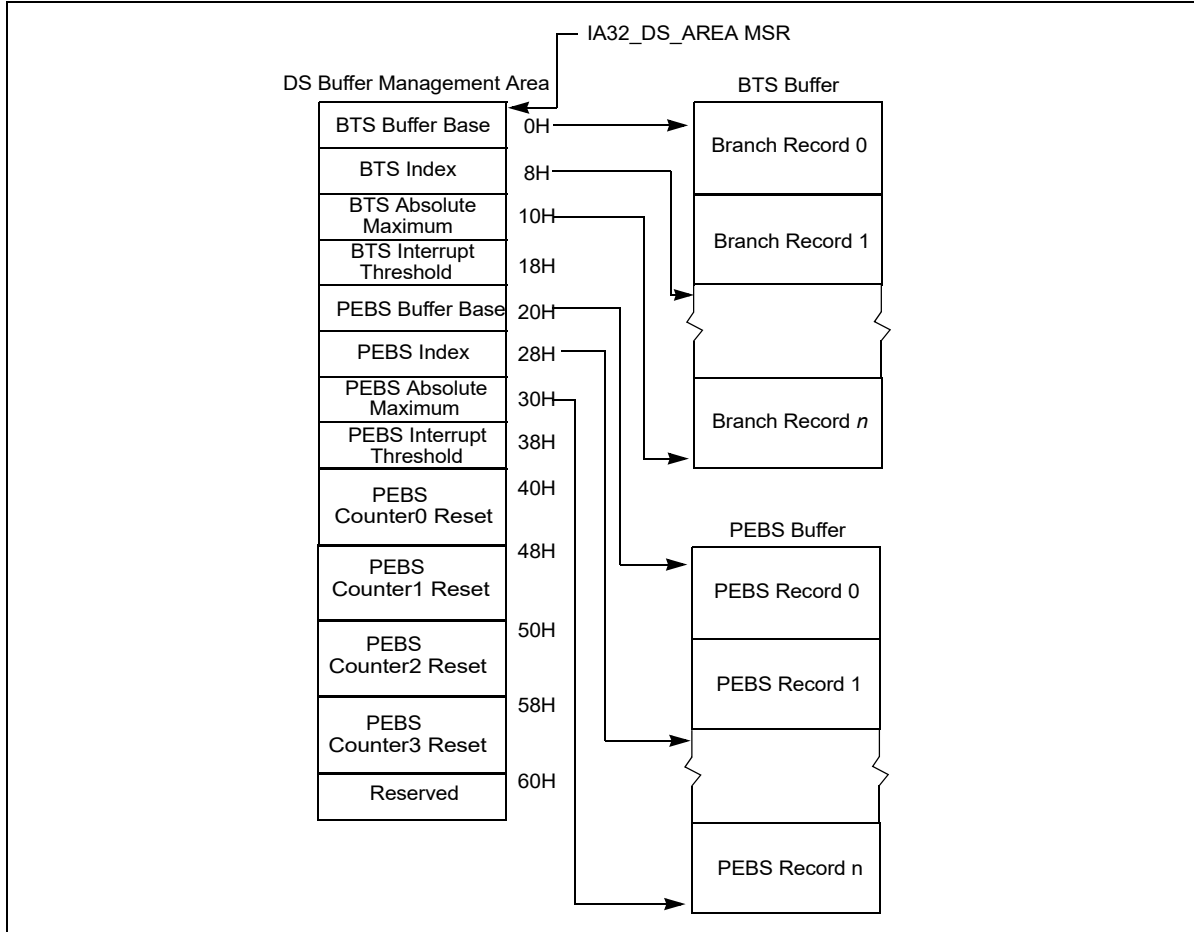 IA32_DS_AREA MSR
DS Buffer Management Area
BTS Buffer Base
0H
BTS Index
8H
BTS Absolute
Maximum
10H
BTS Interrupt
Threshold
18H
PEBS Buffer Base
20H
PEBS Index
28H
PEBS Absolute
Maximum
30H
PEBS Interrupt
Threshold
38H
PEBS
Counter0 Reset
40H
PEBS
Counter1 Reset
48H
PEBS
Counter2 Reset
50H
PEBS
Counter3 Reset
58H
Reserved
60H
BTS Buffer
Branch Record 0
Branch Record 1
Branch Record n
PEBS Buffer
PEBS Record 0
PEBS Record 1
PEBS Record n